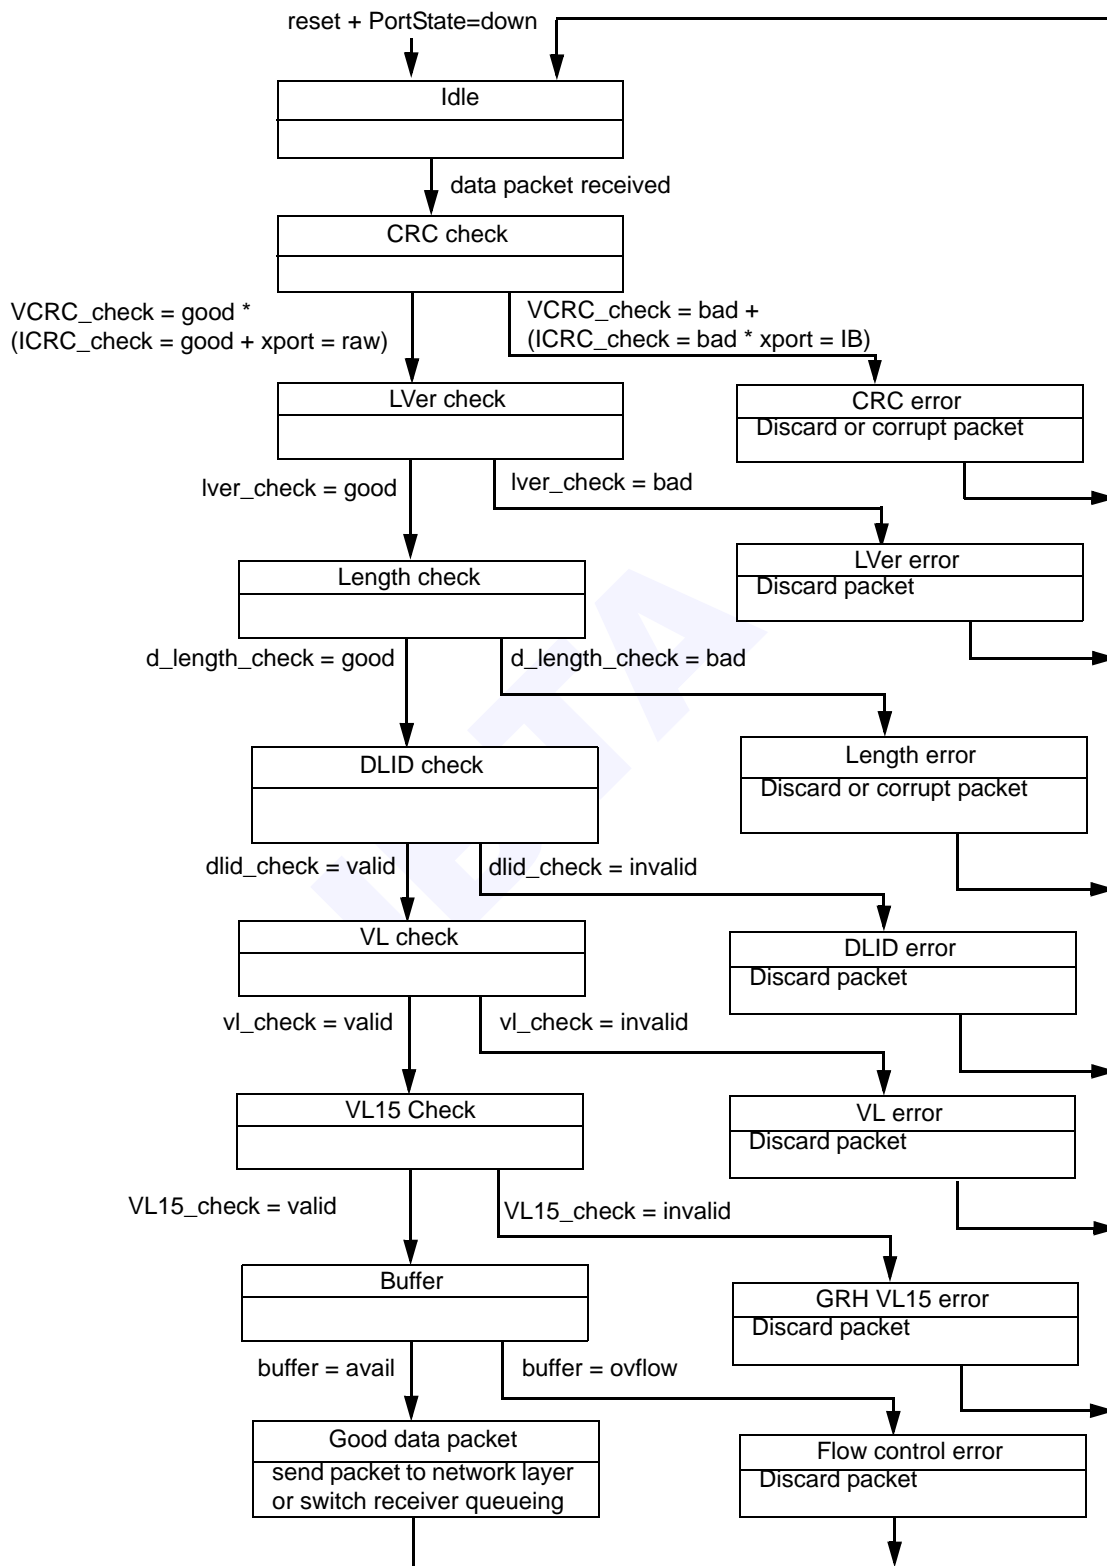 reset + PortState=down
Idle
data packet received
CRC check
VCRC_check = good *
(ICRC_check = good + xport = raw)
VCRC_check = bad +
(ICRC_check = bad * xport = IB)
LVer check
CRC error
Discard or corrupt packet
lver_check = good
lver_check = bad
LVer error
Discard packet
Length check
d_length_check = good
d_length_check = bad
Length error
Discard or corrupt packet
DLID check
dlid_check = valid
dlid_check = invalid
DLID error
Discard packet
VL check
vl_check = valid
vl_check = invalid
VL error
Discard packet
VL15 Check
VL15_check = valid
VL15_check = invalid
GRH VL15 error
Discard packet
Buffer
buffer = avail
buffer = ovflow
Good data packet
send packet to network layer
or switch receiver queueing
Flow control error
Discard packet